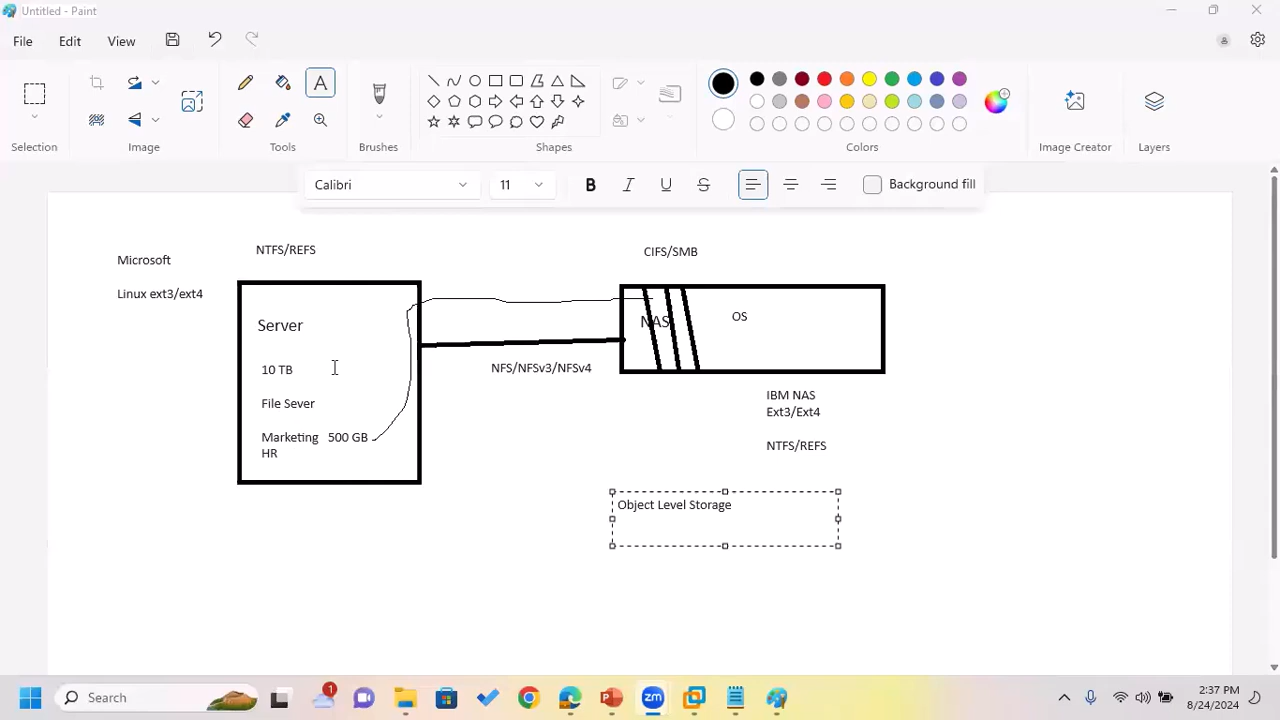 Untitled - Paint
File Edit View
Selection Image Tools Brushes Shapes Colors Image Creator Layers
Calibri 11 B I U S Background fill
NTFS/REFS
CIFS/SMB
Microsoft
Linux ext3/ext4
Server
NAS
OS
10 TB
NFS/NFSv3/NFSv4
File Sever
IBM NAS
Ext3/Ext4
Marketing 500 GB
HR
NTFS/REFS
Object Level Storage
Search
1
zm
2:37 PM
8/24/2024